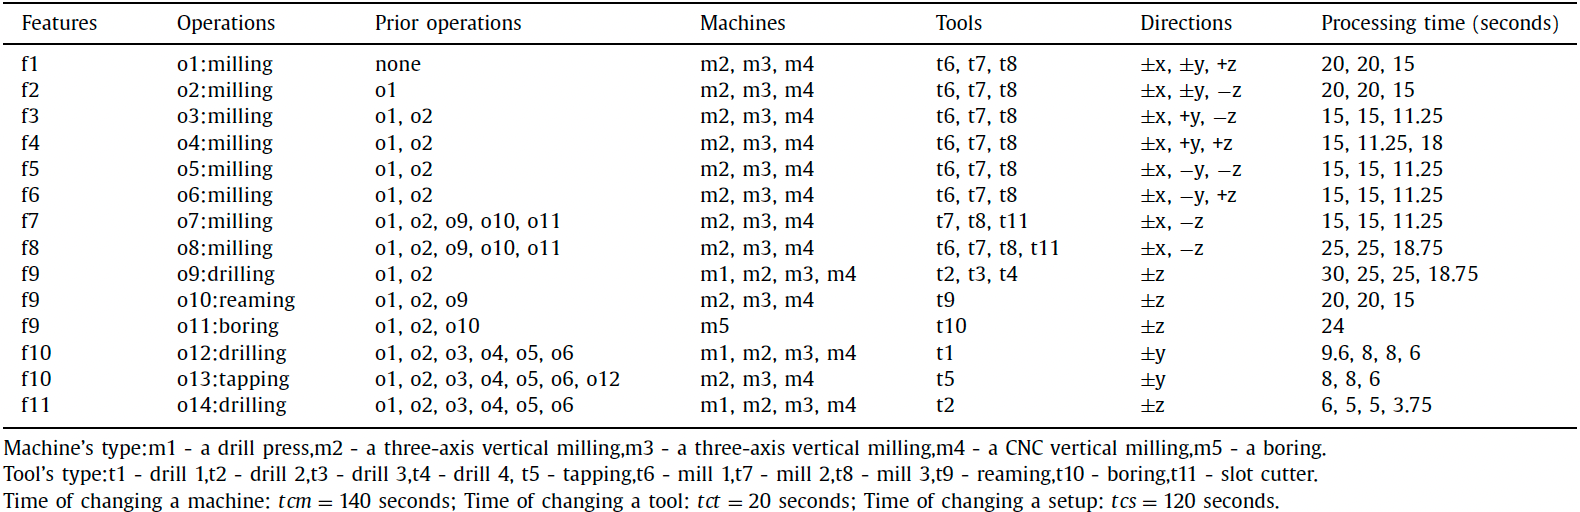 Features Operations Prior operations Machines Tools Directions Processing time (seconds)
f1 o1:milling none m2, m3, m4 t6, t7, t8 ±x, ±y, +z 20, 20, 15
f2 o2:milling o1 m2, m3, m4 t6, t7, t8 ±x, ±y, −z 20, 20, 15
f3 o3:milling o1, o2 m2, m3, m4 t6, t7, t8 ±x, +y, −z 15, 15, 11.25
f4 o4:milling o1, o2 m2, m3, m4 t6, t7, t8 ±x, +y, +z 15, 11.25, 18
f5 o5:milling o1, o2 m2, m3, m4 t6, t7, t8 ±x, −y, −z 15, 15, 11.25
f6 o6:milling o1, o2 m2, m3, m4 t6, t7, t8 ±x, −y, +z 15, 15, 11.25
f7 o7:milling o1, o2, o9, o10, o11 m2, m3, m4 t7, t8, t11 ±x, −z 15, 15, 11.25
f8 o8:milling o1, o2, o9, o10, o11 m2, m3, m4 t6, t7, t8, t11 ±x, −z 25, 25, 18.75
f9 o9:drilling o1, o2 m1, m2, m3, m4 t2, t3, t4 ±z 30, 25, 25, 18.75
f9 o10:reaming o1, o2, o9 m2, m3, m4 t9 ±z 20, 20, 15
f9 o11:boring o1, o2, o10 m5 t10 ±z 24
f10 o12:drilling o1, o2, o3, o4, o5, o6 m1, m2, m3, m4 t1 ±y 9.6, 8, 8, 6
f10 o13:tapping o1, o2, o3, o4, o5, o6, o12 m2, m3, m4 t5 ±y 8, 8, 6
f11 o14:drilling o1, o2, o3, o4, o5, o6 m1, m2, m3, m4 t2 ±z 6, 5, 5, 3.75
Machine's type:m1 - a drill press,m2 - a three-axis vertical milling,m3 - a three-axis vertical milling,m4 - a CNC vertical milling,m5 - a boring.
Tool's type:t1 - drill 1,t2 - drill 2,t3 - drill 3,t4 - drill 4, t5 - tapping,t6 - mill 1,t7 - mill 2,t8 - mill 3,t9 - reaming,t10 - boring,t11 - slot cutter.
Time of changing a machine: tcm = 140 seconds; Time of changing a tool: tct = 20 seconds; Time of changing a setup: tcs = 120 seconds.